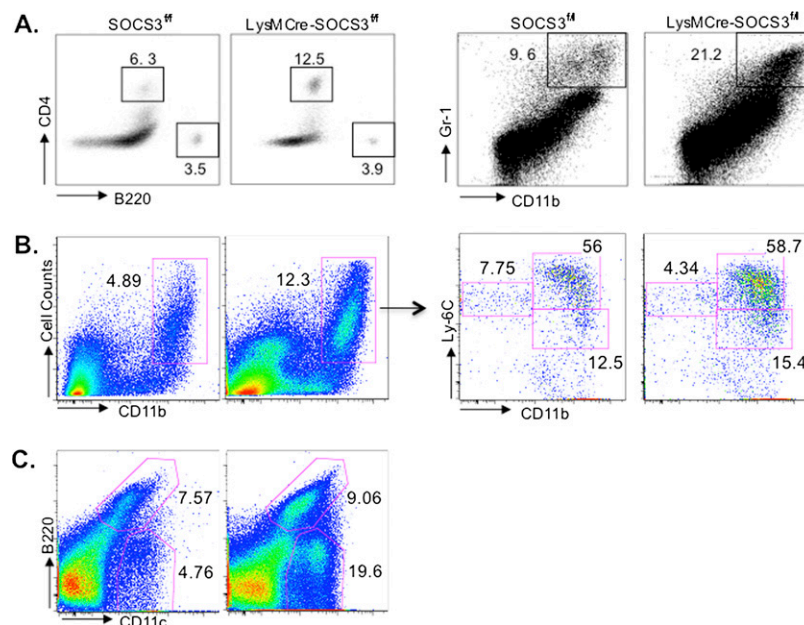 A.
SOCS3f/f
LysMCre-SOCS3f/f
SOCS3f/f
LysMCre-SOCS3f/f
6. 3
12.5
3.5
3.9
CD4
B220
9. 6
21.2
Gr-1
CD11b
B.
4.89
12.3
Cell Counts
CD11b
56
58.7
7.75
4.34
12.5
15.4
Ly-6C
CD11b
C.
7.57
9.06
4.76
19.6
B220
CD11c